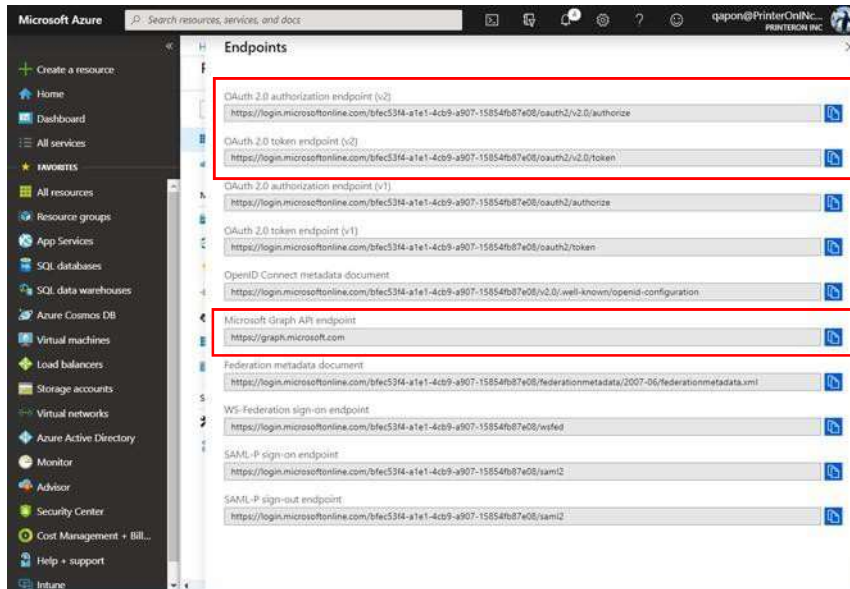 Microsoft Azure
Search resources, services, and docs
qapon@PrinterOnINc...
PRINTERON INC
Create a resource
Home
Dashboard
All services
FAVORITES
All resources
Resource groups
App Services
SQL databases
SQL data warehouses
Azure Cosmos DB
Virtual machines
Load balancers
Storage accounts
Virtual networks
Azure Active Directory
Monitor
Advisor
Security Center
Cost Management + Bill...
Help + support
Intune
Endpoints
OAuth 2.0 authorization endpoint (v2)
https://login.microsoftonline.com/bfec53f4-a1e1-4cb9-a907-15854fb87e08/oauth2/v2.0/authorize
OAuth 2.0 token endpoint (v2)
https://login.microsoftonline.com/bfec53f4-a1e1-4cb9-a907-15854fb87e08/oauth2/v2.0/token
OAuth 2.0 authorization endpoint (v1)
https://login.microsoftonline.com/bfec53f4-a1e1-4cb9-a907-15854fb87e08/oauth2/authorize
OAuth 2.0 token endpoint (v1)
https://login.microsoftonline.com/bfec53f4-a1e1-4cb9-a907-15854fb87e08/oauth2/token
OpenID Connect metadata document
https://login.microsoftonline.com/bfec53f4-a1e1-4cb9-a907-15854fb87e08/v2.0/.well-known/openid-configuration
Microsoft Graph API endpoint
https://graph.microsoft.com
Federation metadata document
https://login.microsoftonline.com/bfec53f4-a1e1-4cb9-a907-15854fb87e08/federationmetadata/2007-06/federationmetadata.xml
WS-Federation sign-on endpoint
https://login.microsoftonline.com/bfec53f4-a1e1-4cb9-a907-15854fb87e08/wsfed
SAML-P sign-on endpoint
https://login.microsoftonline.com/bfec53f4-a1e1-4cb9-a907-15854fb87e08/saml2
SAML-P sign-out endpoint
https://login.microsoftonline.com/bfec53f4-a1e1-4cb9-a907-15854fb87e08/saml2